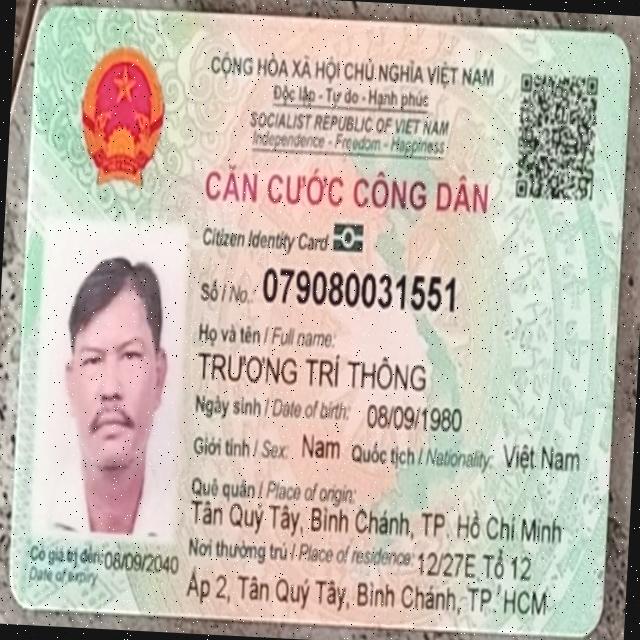 CỘNG HÒA XÃ HỘI CHỦ NGHĨA VIỆT NAM
Độc lập - Tự do - Hạnh phúc
SOCIALIST REPUBLIC OF VIET NAM
Independence - Freedom - Happiness
CĂN CƯỚC CÔNG DÂN
Citizen Identity Card
Số / No.: 079080031551
Họ và tên / Full name:
TRƯƠNG TRÍ THÔNG
Ngày sinh / Date of birth: 08/09/1980
Giới tính / Sex: Nam Quốc tịch / Nationality: Việt Nam
Quê quán / Place of origin:
Tân Quý Tây, Bình Chánh, TP. Hồ Chí Minh
Nơi thường trú / Place of residence: 12/27E Tổ 12
Ấp 2, Tân Quý Tây, Bình Chánh, TP. HCM
Có giá trị đến: 08/09/2040
Date of expiry